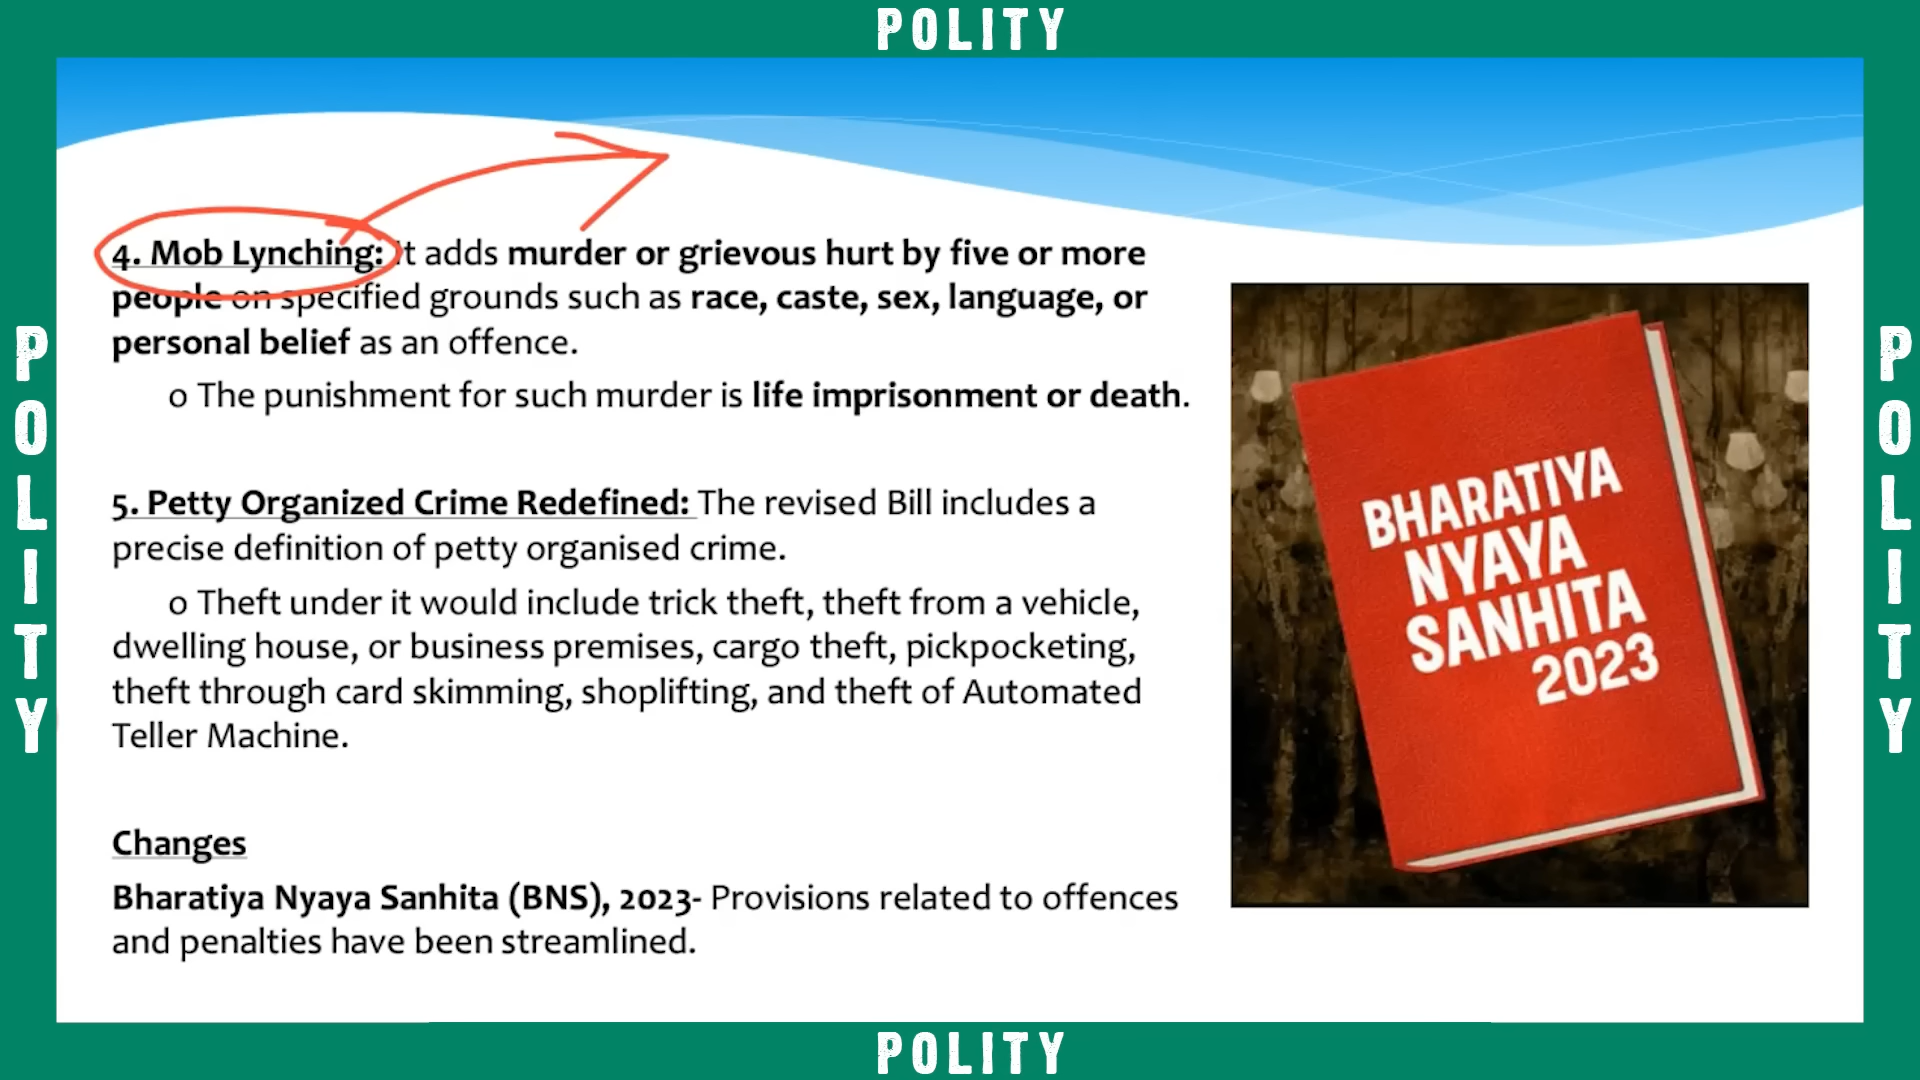 POLITY
4. Mob Lynching: It adds murder or grievous hurt by five or more
people on specified grounds such as race, caste, sex, language, or
personal belief as an offence.
o The punishment for such murder is life imprisonment or death.
5. Petty Organized Crime Redefined: The revised Bill includes a
precise definition of petty organised crime.
o Theft under it would include trick theft, theft from a vehicle,
dwelling house, or business premises, cargo theft, pickpocketing,
theft through card skimming, shoplifting, and theft of Automated
Teller Machine.
Changes
Bharatiya Nyaya Sanhita (BNS), 2023- Provisions related to offences
and penalties have been streamlined.
BHARATIYA
NYAYA
SANHITA
2023
POLITY
POLITY
POLITY